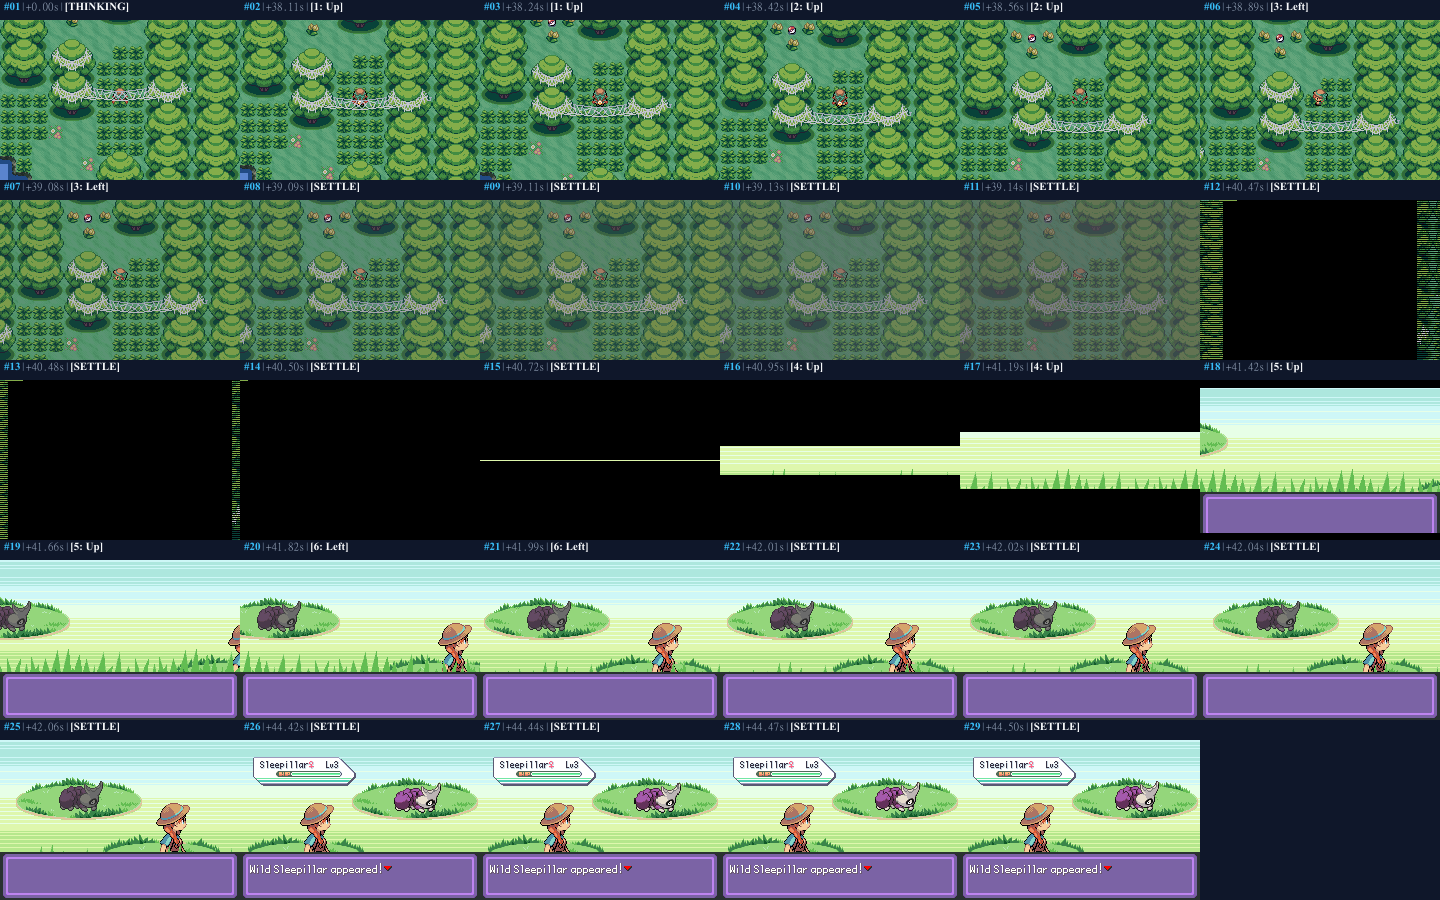 #01 | +0.00s | [THINKING]
#02 | +38.11s | [1: Up]
#03 | +38.24s | [1: Up]
#04 | +38.42s | [2: Up]
#05 | +38.56s | [2: Up]
#06 | +38.89s | [3: Left]
#07 | +39.08s | [3: Left]
#08 | +39.09s | [SETTLE]
#09 | +39.11s | [SETTLE]
#10 | +39.13s | [SETTLE]
#11 | +39.14s | [SETTLE]
#12 | +40.47s | [SETTLE]
#13 | +40.48s | [SETTLE]
#14 | +40.50s | [SETTLE]
#15 | +40.72s | [SETTLE]
#16 | +40.95s | [4: Up]
#17 | +41.19s | [4: Up]
#18 | +41.42s | [5: Up]
#19 | +41.66s | [5: Up]
#20 | +41.82s | [6: Left]
#21 | +41.99s | [6: Left]
#22 | +42.01s | [SETTLE]
#23 | +42.02s | [SETTLE]
#24 | +42.04s | [SETTLE]
#25 | +42.06s | [SETTLE]
#26 | +44.42s | [SETTLE]
Sleepillar♀ Lv3
Wild Sleepillar appeared!
#27 | +44.44s | [SETTLE]
Sleepillar♀ Lv3
Wild Sleepillar appeared!
#28 | +44.47s | [SETTLE]
Sleepillar♀ Lv3
Wild Sleepillar appeared!
#29 | +44.50s | [SETTLE]
Sleepillar♀ Lv3
Wild Sleepillar appeared!